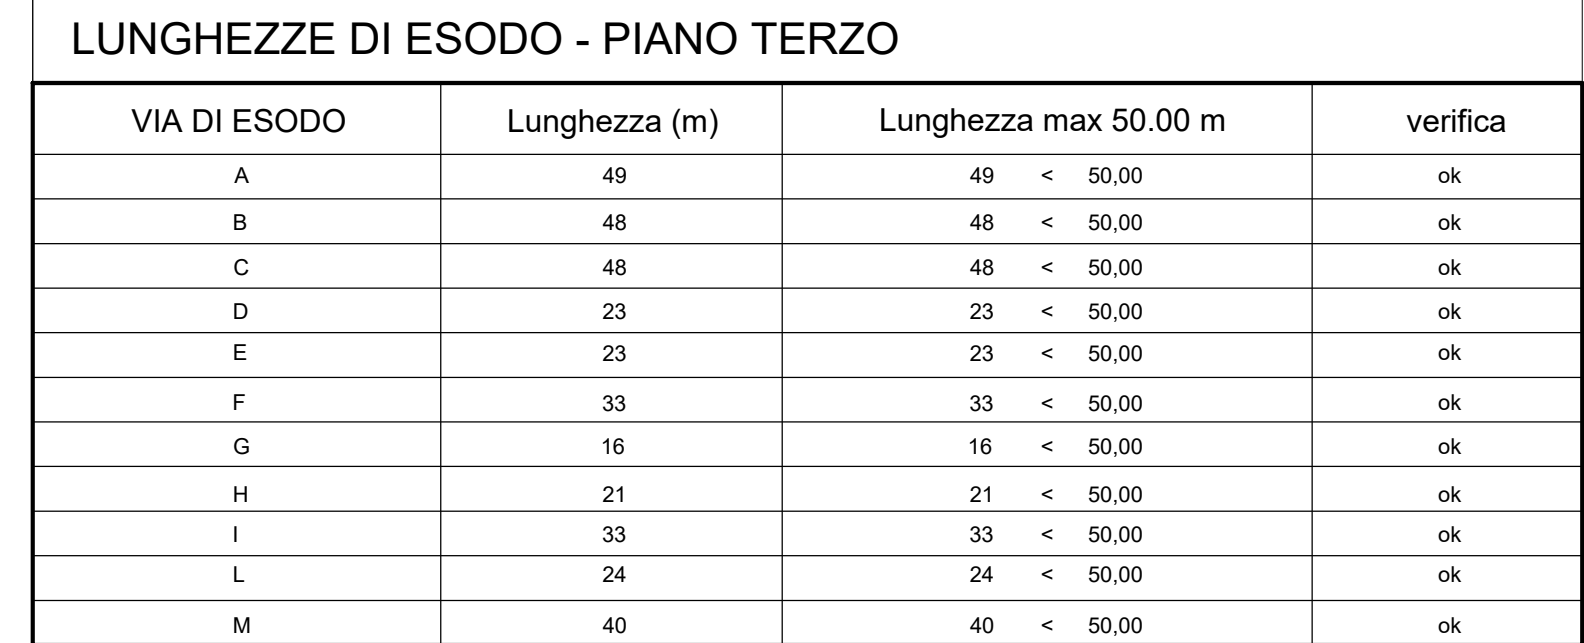 LUNGHEZZE DI ESODO - PIANO TERZO
VIA DI ESODO Lunghezza (m) Lunghezza max 50.00 m verifica
A 49 49 < 50,00 ok
B 48 48 < 50,00 ok
C 48 48 < 50,00 ok
D 23 23 < 50,00 ok
E 23 23 < 50,00 ok
F 33 33 < 50,00 ok
G 16 16 < 50,00 ok
H 21 21 < 50,00 ok
I 33 33 < 50,00 ok
L 24 24 < 50,00 ok
M 40 40 < 50,00 ok